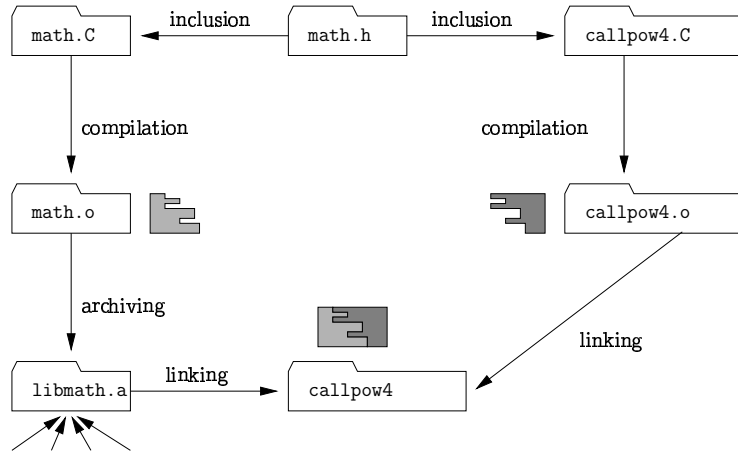 inclusion inclusion
math.C math.h callpow4.C
compilation compilation
math.o callpow4.o
archiving
linking
linking
libmath.a callpow4